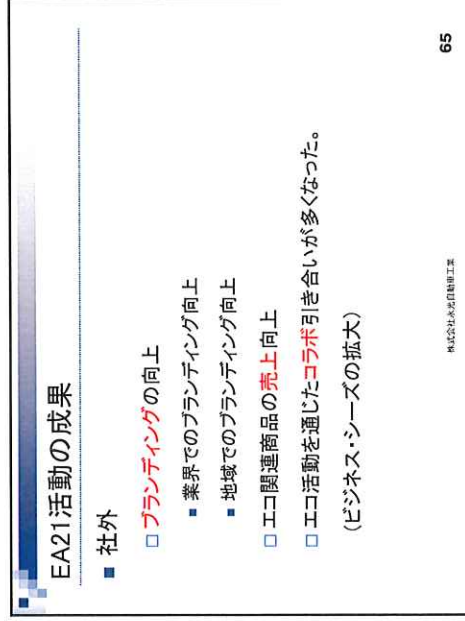 EA21活動の成果
社外
ブランディングの向上
業界でのブランディング向上
地域でのブランディング向上
エコ関連商品の売上向上
エコ活動を通じたコラボ引き合いが多くなった。
(ビジネス・シーズの拡大)
株式会社永光自動車工業
65